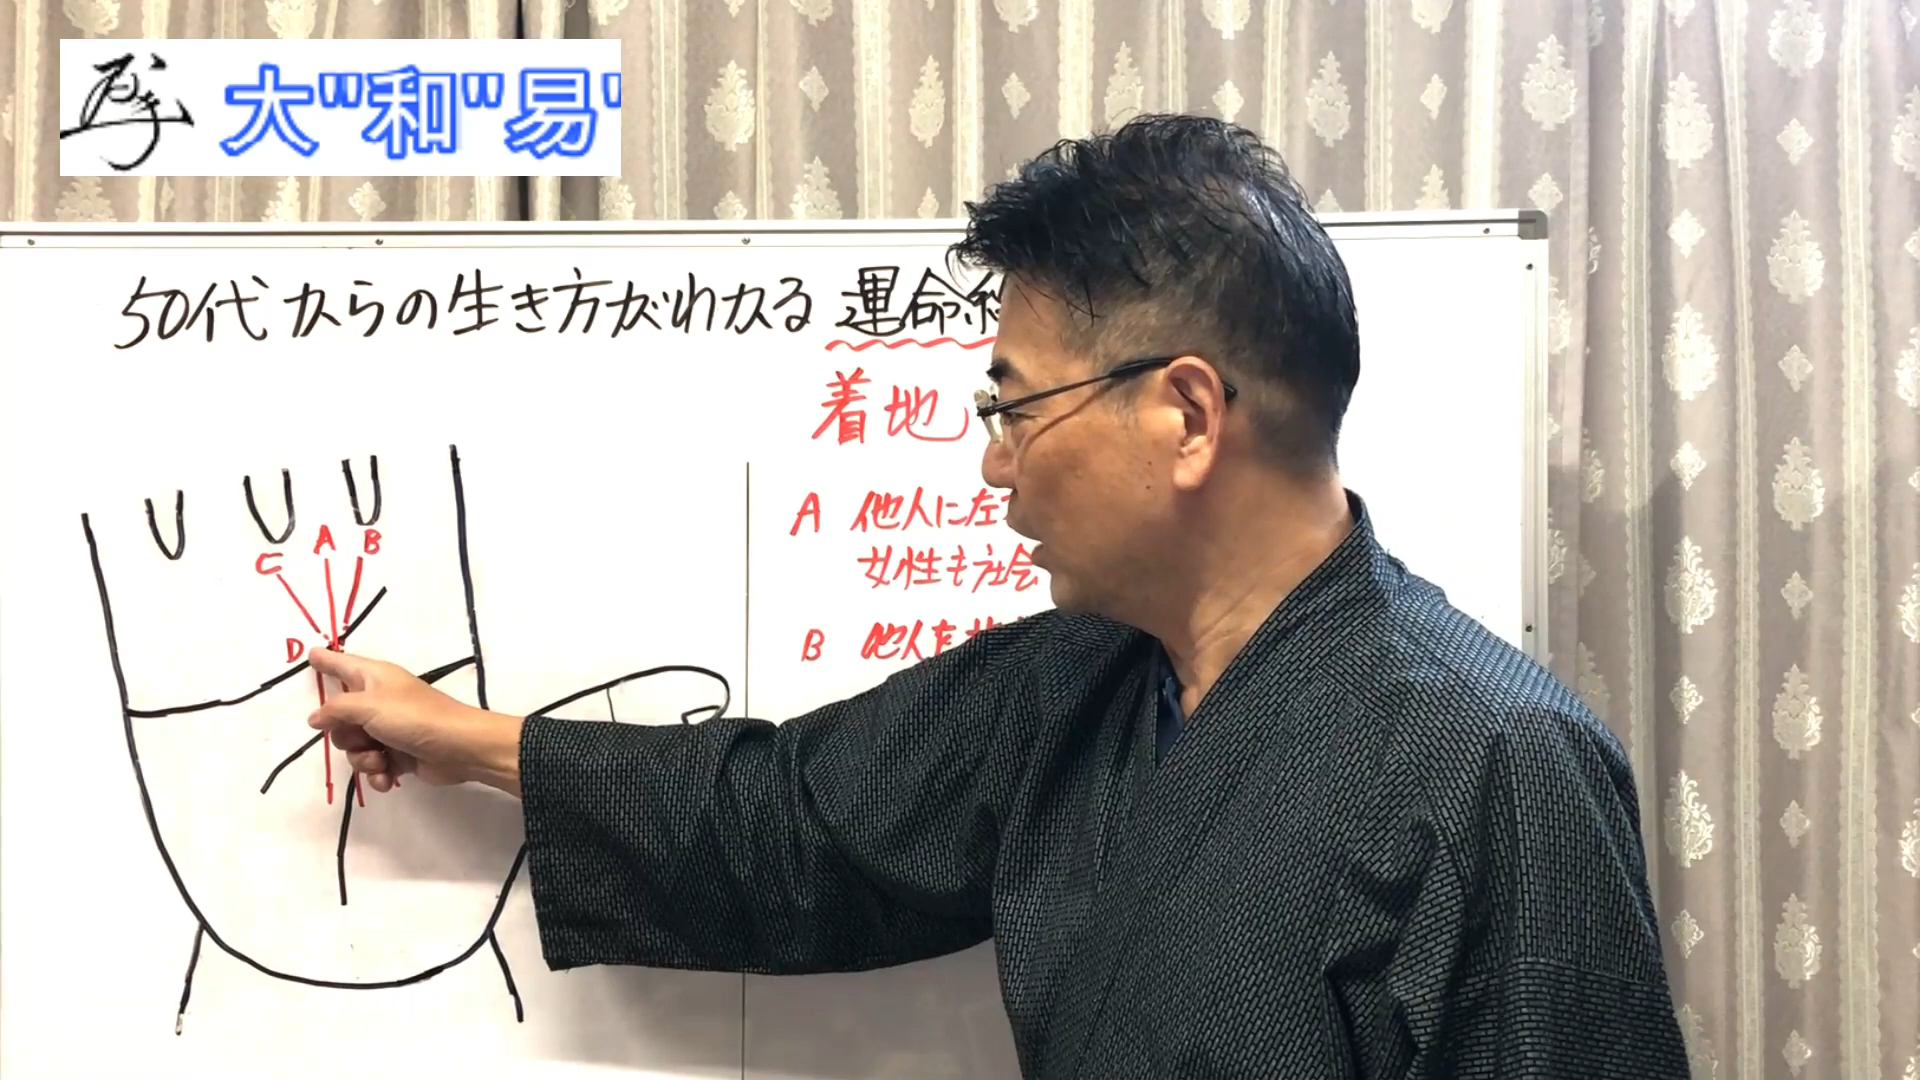 大"和"易"
50代からの生き方がわかる 運命
着地
C A B
D
A 他人に左
女性も社会
B 他人を